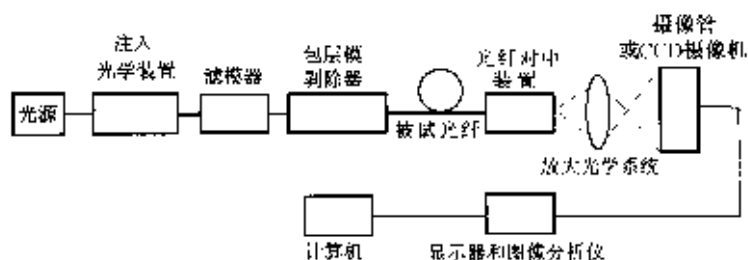 光源
注入
光学装置
滤模器
包层模
剥除器
被试光纤
光纤对中
装置
放大光学系统
摄像管
或CCD摄像机
计算机
显示器和图像分析仪